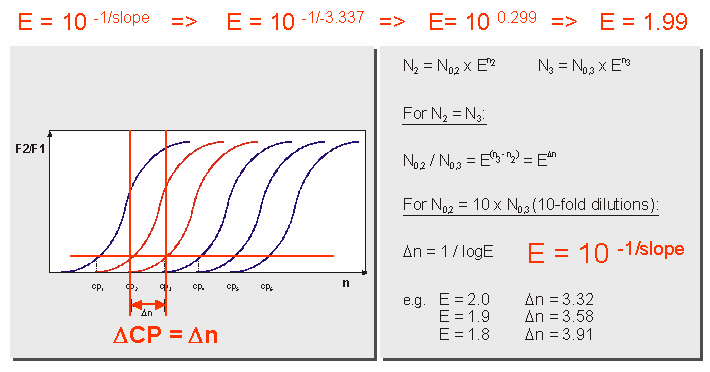 E = 10 -1/slope => E = 10 -1/-3.337 => E= 10 0.299 => E = 1.99
F2/F1
cp1 cp2 cp3 cp4 cp5 cp6 n
Δn
ΔCP = Δn
N2 = N0,2 x En2 N3 = N0,3 x En3
For N2 = N3:
N0,2 / N0,3 = E(n3-n2) = EΔn
For N0,2 = 10 x N0,3 (10-fold dilutions):
Δn = 1 / logE E = 10 -1/slope
e.g. E = 2.0 Δn = 3.32
E = 1.9 Δn = 3.58
E = 1.8 Δn = 3.91